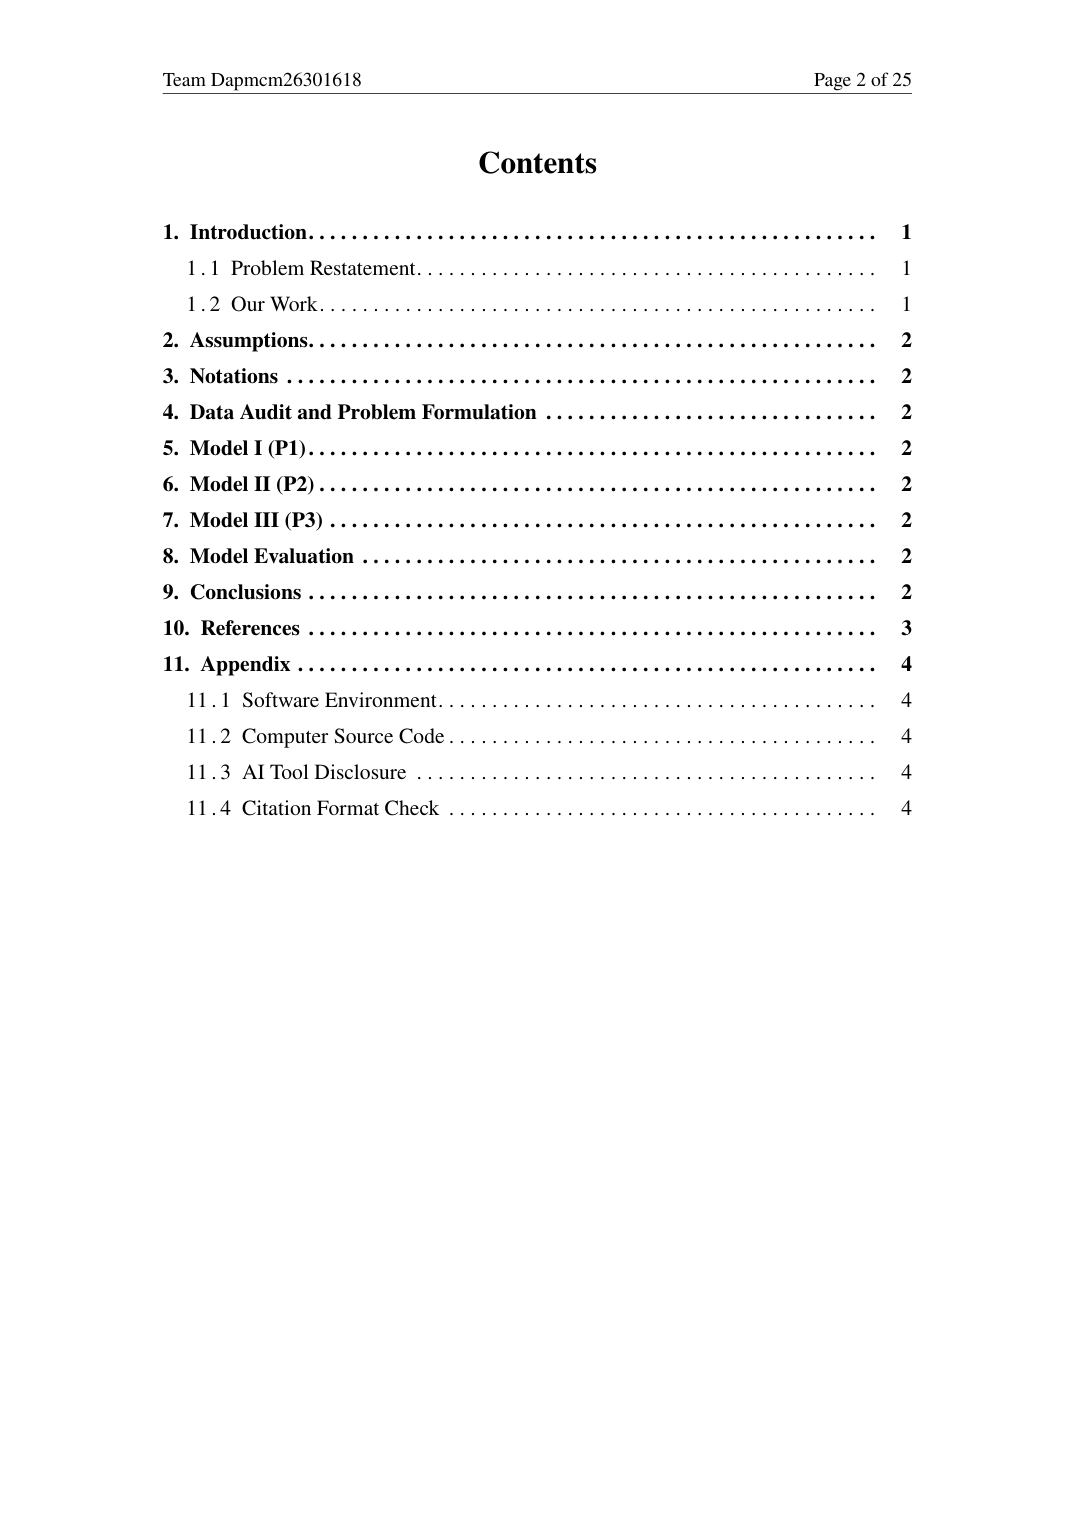 Team Dapmcm26301618 Page 2 of 25
Contents
1. Introduction. . . . . . . . . . . . . . . . . . . . . . . . . . . . . . . . . . . . . . . . . . . . . . . . . . . . . 1
1 . 1 Problem Restatement. . . . . . . . . . . . . . . . . . . . . . . . . . . . . . . . . . . . . . . . . . . 1
1 . 2 Our Work. . . . . . . . . . . . . . . . . . . . . . . . . . . . . . . . . . . . . . . . . . . . . . . . . . . . 1
2. Assumptions. . . . . . . . . . . . . . . . . . . . . . . . . . . . . . . . . . . . . . . . . . . . . . . . . . . . . 2
3. Notations . . . . . . . . . . . . . . . . . . . . . . . . . . . . . . . . . . . . . . . . . . . . . . . . . . . . . . . 2
4. Data Audit and Problem Formulation . . . . . . . . . . . . . . . . . . . . . . . . . . . . . . . 2
5. Model I (P1) . . . . . . . . . . . . . . . . . . . . . . . . . . . . . . . . . . . . . . . . . . . . . . . . . . . . . 2
6. Model II (P2) . . . . . . . . . . . . . . . . . . . . . . . . . . . . . . . . . . . . . . . . . . . . . . . . . . . . 2
7. Model III (P3) . . . . . . . . . . . . . . . . . . . . . . . . . . . . . . . . . . . . . . . . . . . . . . . . . . . 2
8. Model Evaluation . . . . . . . . . . . . . . . . . . . . . . . . . . . . . . . . . . . . . . . . . . . . . . . . 2
9. Conclusions . . . . . . . . . . . . . . . . . . . . . . . . . . . . . . . . . . . . . . . . . . . . . . . . . . . . . 2
10. References . . . . . . . . . . . . . . . . . . . . . . . . . . . . . . . . . . . . . . . . . . . . . . . . . . . . . 3
11. Appendix . . . . . . . . . . . . . . . . . . . . . . . . . . . . . . . . . . . . . . . . . . . . . . . . . . . . . . 4
11 . 1 Software Environment. . . . . . . . . . . . . . . . . . . . . . . . . . . . . . . . . . . . . . . . . 4
11 . 2 Computer Source Code . . . . . . . . . . . . . . . . . . . . . . . . . . . . . . . . . . . . . . . . 4
11 . 3 AI Tool Disclosure . . . . . . . . . . . . . . . . . . . . . . . . . . . . . . . . . . . . . . . . . . . 4
11 . 4 Citation Format Check . . . . . . . . . . . . . . . . . . . . . . . . . . . . . . . . . . . . . . . . 4